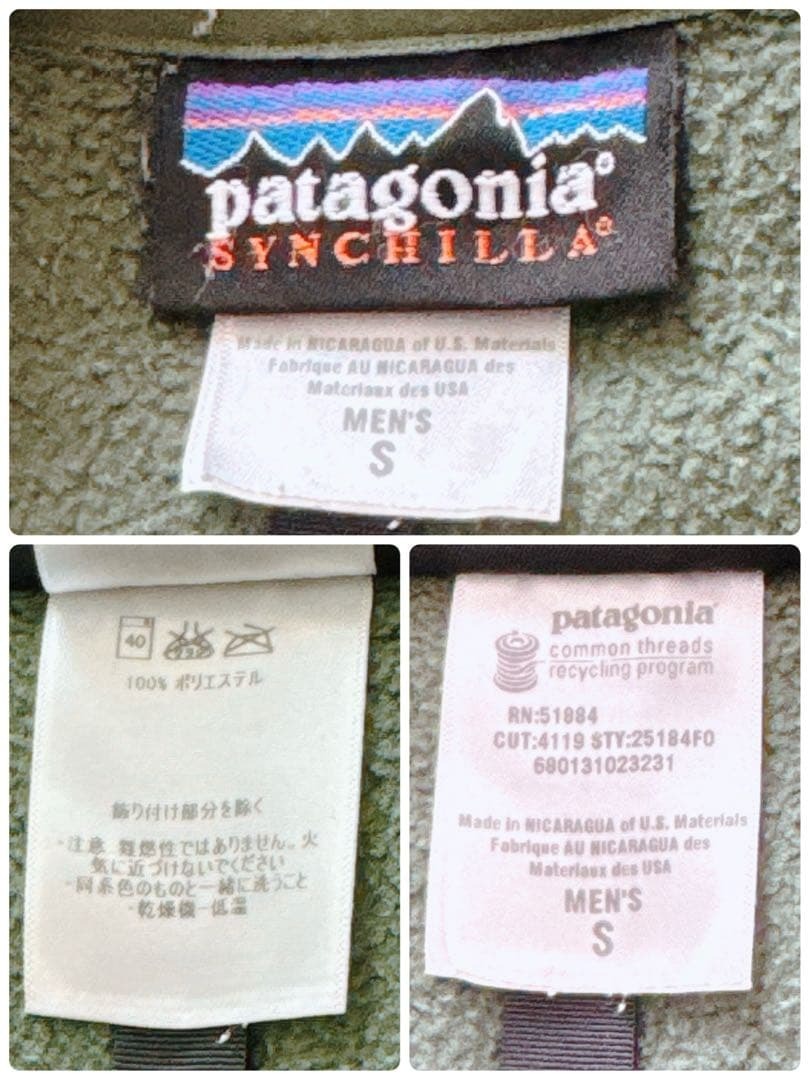 patagonia®
SYNCHILLA®
Made in NICARAGUA of U.S. Materials
Fabrique AU NICARAGUA des
Materiaux des USA
MEN'S
S
40
100% ポリエステル
飾り付け部分を除く
・注意 難燃性ではありません。火
気に近づけないでください
・同系色のものと一緒に洗うこと
・乾燥機－低温
patagonia®
common threads
recycling program
RN:51884
CUT:4119 STY:25184F0
680131023231
Made in NICARAGUA of U.S. Materials
Fabrique AU NICARAGUA des
Materiaux des USA
MEN'S
S